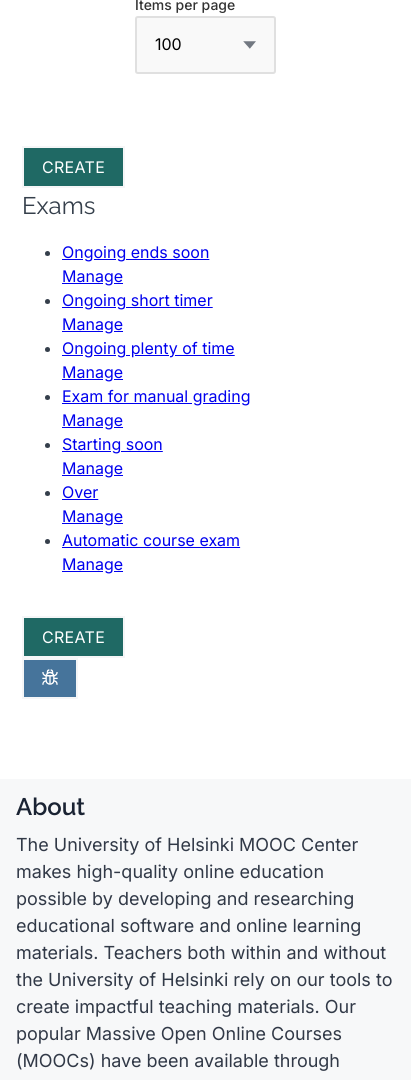 Items per page
100
CREATE
Exams
Ongoing ends soon
Manage
Ongoing short timer
Manage
Ongoing plenty of time
Manage
Exam for manual grading
Manage
Starting soon
Manage
Over
Manage
Automatic course exam
Manage
CREATE
About
The University of Helsinki MOOC Center
makes high-quality online education
possible by developing and researching
educational software and online learning
materials. Teachers both within and without
the University of Helsinki rely on our tools to
create impactful teaching materials. Our
popular Massive Open Online Courses
(MOOCs) have been available through